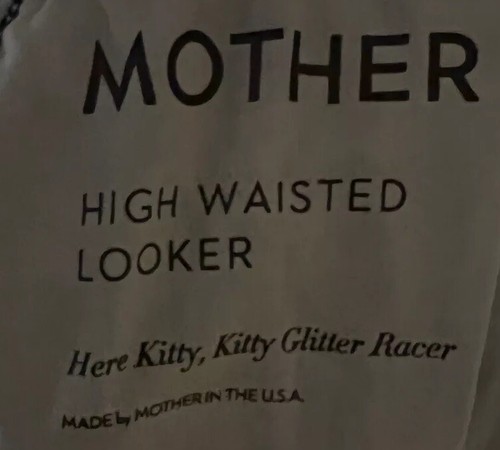 MOTHER
HIGH WAISTED
LOOKER
Here Kitty, Kitty Glitter Racer
MADE by MOTHER IN THE U.S.A.